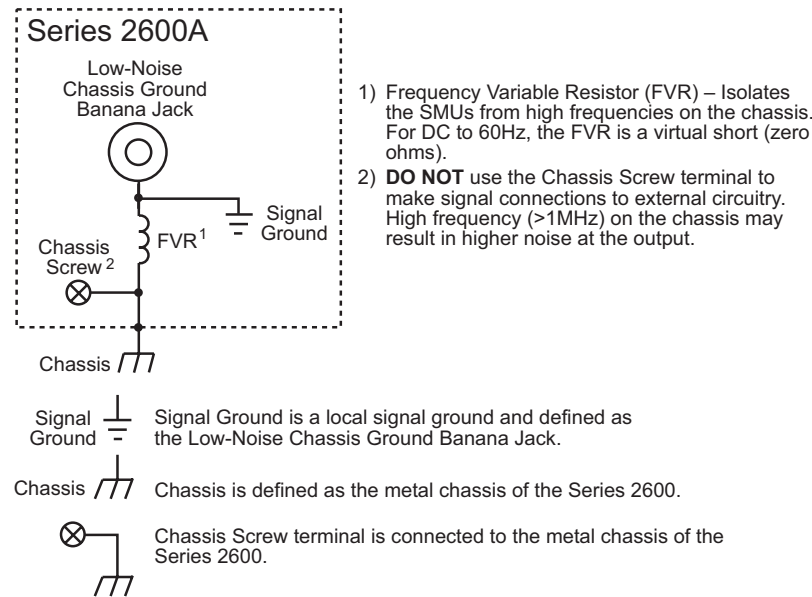 Series 2600A
Low-Noise
Chassis Ground
Banana Jack
Signal
Ground
FVR1
Chassis
Screw 2
Chassis
1) Frequency Variable Resistor (FVR) – Isolates
the SMUs from high frequencies on the chassis.
For DC to 60Hz, the FVR is a virtual short (zero
ohms).
2) DO NOT use the Chassis Screw terminal to
make signal connections to external circuitry.
High frequency (>1MHz) on the chassis may
result in higher noise at the output.
Signal
Ground
Signal Ground is a local signal ground and defined as
the Low-Noise Chassis Ground Banana Jack.
Chassis
Chassis is defined as the metal chassis of the Series 2600.
Chassis Screw terminal is connected to the metal chassis of the
Series 2600.